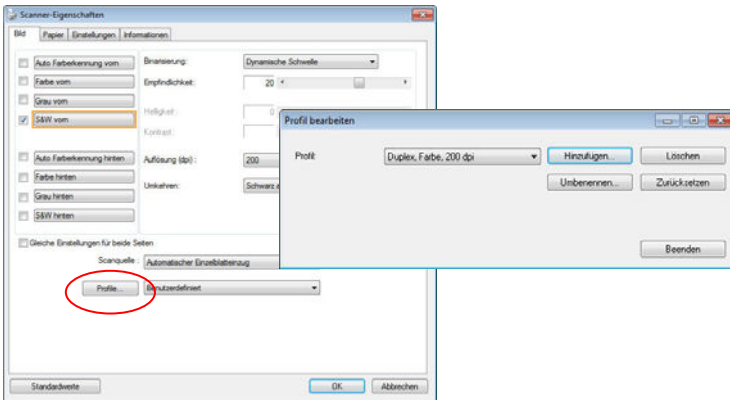 Scanner-Eigenschaften
Bild Papier Einstellungen Informationen
Auto Farberkennung vorn
Farbe vorn
Grau vorn
S&W vorn
Auto Farberkennung hinten
Farbe hinten
Grau hinten
S&W hinten
Binarisierung: Dynamische Schwelle
Empfindlichkeit: 20
Helligkeit: 0
Kontrast:
Auflösung (dpi) : 200
Umkehren: Schwarz a
Gleiche Einstellungen für beide Seiten
Scanquelle : Automatischer Einzelblatteinzug
Profile... Benutzerdefiniert
Standardwerte OK Abbrechen
Profil bearbeiten
Profil: Duplex, Farbe, 200 dpi Hinzufügen... Löschen
Umbenennen... Zurücksetzen
Beenden